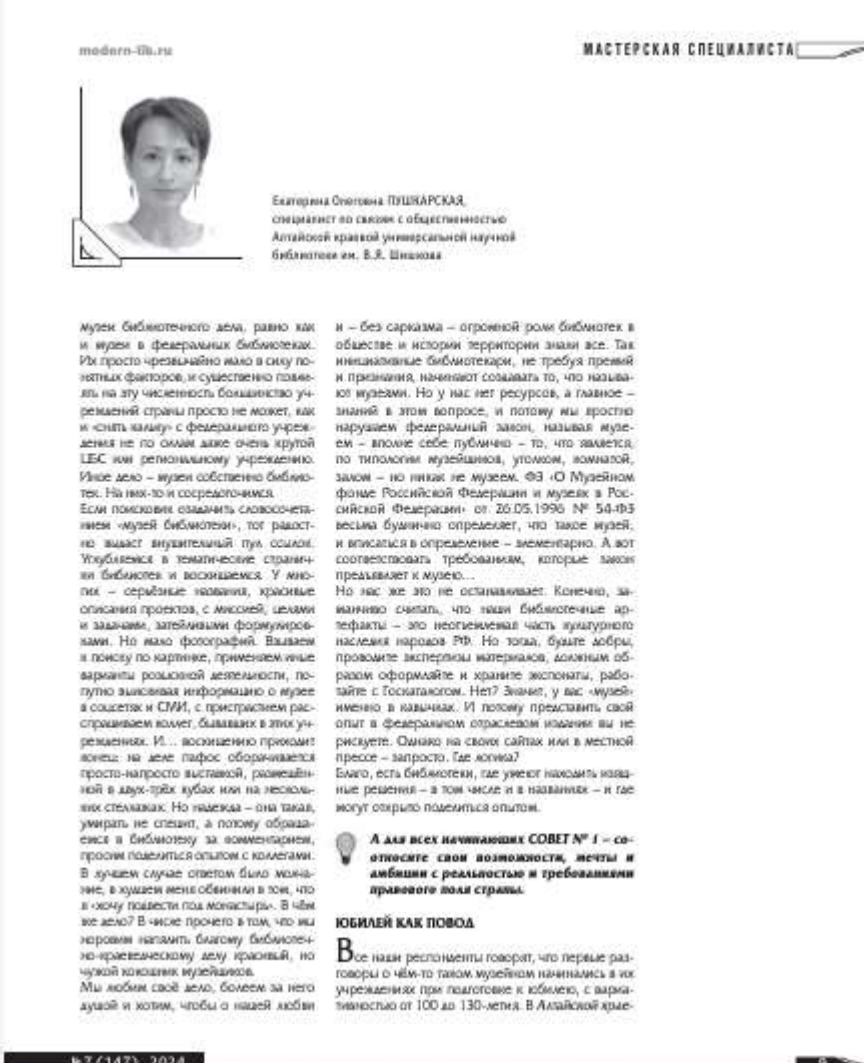 modern-lib.ru
МАСТЕРСКАЯ СПЕЦИАЛИСТА
Екатерина Олеговна ПУШКАРСКАЯ,
специалист по связям с общественностью
Алтайской краевой универсальной научной
библиотеки им. В.Я. Шишкова
музеи библиотечного дела, равно как
и музеи в федеральных библиотеках.
Их просто чрезвычайно мало в силу по-
нятных факторов, и существенно повли-
ять на эту численность большинство уч-
реждений страны просто не может, как
и «снять кальку» с федерального учреж-
дения не по силам даже очень крутой
ЦБС или региональному учреждению.
Иное дело – музеи собственно библио-
тек. На них-то и сосредоточимся.
Если поисковик озадачить словосочета-
нием «музей библиотеки», тот радост-
но выдаст внушительный пул ссылок.
Углубляемся в тематические странич-
ки библиотек и восхищаемся. У мно-
гих – серьёзные названия, красивые
описания проектов, с миссией, целями
и задачами, затейливыми формулиров-
ками. Но мало фотографий. Взываем
к поиску по картинке, применяем иные
варианты розыскной деятельности, по-
путно выискивая информацию о музее
в соцсетях и СМИ, с пристрастием рас-
спрашиваем коллег, бывавших в этих уч-
реждениях. И… восхищению приходит
конец: на деле пафос оборачивается
просто-напросто выставкой, размещён-
ной в двух-трёх кубах или на несколь-
ких стеллажах. Но надежда – она такая,
умирать не спешит, а потому обраща-
емся в библиотеку за комментарием,
просим поделиться опытом с коллегами.
В лучшем случае ответом было молча-
ние, в худшем меня обвинили в том, что
я «хочу подвести под монастырь». В чём
же дело? В числе прочего в том, что мы
норовим напялить благому библиотеч-
но-краеведческому делу красивый, но
чужой кокошник музейщиков.
Мы любим своё дело, болеем за него
душой и хотим, чтобы о нашей любви
и – без сарказма – огромной роли библиотек в
обществе и истории территории знали все. Так
инициативные библиотекари, не требуя премий
и признания, начинают создавать то, что называ-
ют музеями. Но у нас нет ресурсов, а главное –
знаний в этом вопросе, и потому мы яростно
нарушаем федеральный закон, называя музе-
ем – вполне себе публично – то, что является,
по типологии музейщиков, уголком, комнатой,
залом – но никак не музеем. ФЗ «О Музейном
фонде Российской Федерации и музеях в Рос-
сийской Федерации» от 26.05.1996 № 54-ФЗ
весьма буднично определяет, что такое музей,
и вписаться в определение – элементарно. А вот
соответствовать требованиям, которые закон
предъявляет к музею…
Но нас же это не останавливает. Конечно, за-
манчиво считать, что наши библиотечные ар-
тефакты – это неотъемлемая часть культурного
наследия народов РФ. Но тогда, будьте добры,
проводите экспертизы материалов, должным об-
разом оформляйте и храните экспонаты, рабо-
тайте с Госкаталогом. Нет? Значит, у вас «музей»
именно в кавычках. И потому представить свой
опыт в федеральном отраслевом издании вы не
рискуете. Однако на своих сайтах или в местной
прессе – запросто. Где логика?
Благо, есть библиотеки, где умеют находить изящ-
ные решения – в том числе и в названиях – и где
могут открыто поделиться опытом.
А для всех начинающих СОВЕТ № 1 – со-
относите свои возможности, мечты и
амбиции с реальностью и требованиями
правового поля страны.
ЮБИЛЕЙ КАК ПОВОД
Все наши респонденты говорят, что первые раз-
говоры о чём-то таком музейном начинались в их
учреждениях при подготовке к юбилею, с вариа-
тивностью от 100 до 130-летия. В Алтайской крае-
№7 (147) 2024